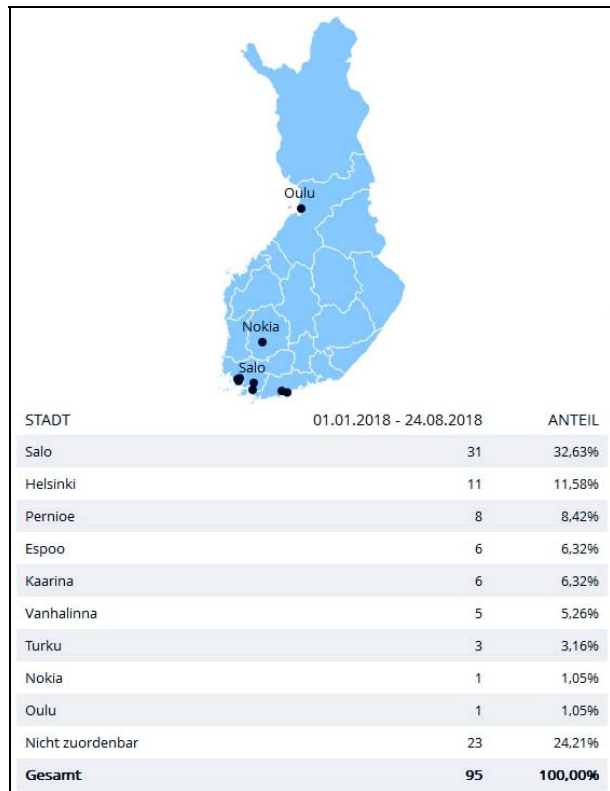 Oulu
Nokia
Salo
STADT 01.01.2018 - 24.08.2018 ANTEIL
Salo 31 32,63%
Helsinki 11 11,58%
Pernioe 8 8,42%
Espoo 6 6,32%
Kaarina 6 6,32%
Vanhalinna 5 5,26%
Turku 3 3,16%
Nokia 1 1,05%
Oulu 1 1,05%
Nicht zuordenbar 23 24,21%
Gesamt 95 100,00%